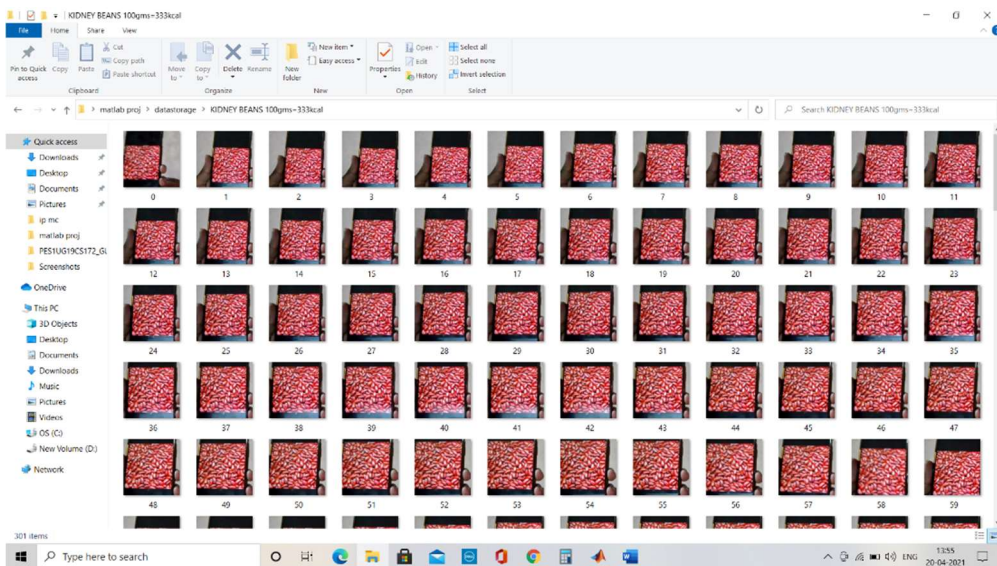 KIDNEY BEANS 100gms=333kcal
File Home Share View
Pin to Quick access
Copy
Paste
Cut
Copy path
Paste shortcut
Move to
Copy to
Delete
Rename
New folder
New item
Easy access
Properties
Open
Edit
History
Select all
Select none
Invert selection
Clipboard Organize New Open Select
matlab proj > datastorage > KIDNEY BEANS 100gms=333kcal
Search KIDNEY BEANS 100gms=333kcal
Quick access
Downloads
Desktop
Documents
Pictures
ip mc
matlab proj
PES1UG19CS172_GL
Screenshots
OneDrive
This PC
3D Objects
Desktop
Documents
Downloads
Music
Pictures
Videos
OS (C:)
New Volume (D:)
Network
0 1 2 3 4 5 6 7 8 9 10 11
12 13 14 15 16 17 18 19 20 21 22 23
24 25 26 27 28 29 30 31 32 33 34 35
36 37 38 39 40 41 42 43 44 45 46 47
48 49 50 51 52 53 54 55 56 57 58 59
301 items
Type here to search
ENG
13:55
20-04-2021